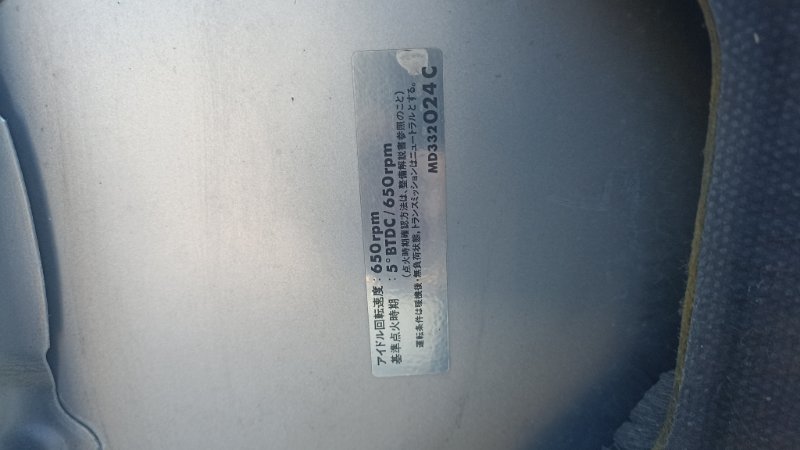 アイドル回転速度：650rpm
基準点火時期：5°BTDC/650rpm
(点火時期確認方法は、整備解説書参照のこと)
運転条件は暖機後・無負荷状態,トランスミッションはニュートラルとする。
MD332024C